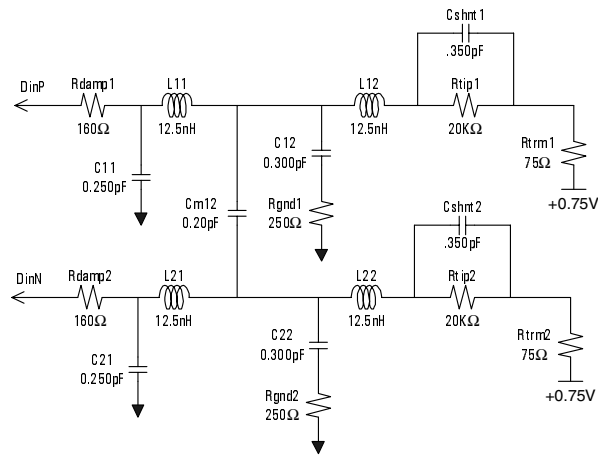 Cshnt1
.350pF
DinP
Rdamp1
160Ω
L11
12.5nH
L12
12.5nH
Rtip1
20KΩ
C11
0.250pF
C12
0.300pF
Rtrm1
75Ω
+0.75V
Cm12
0.20pF
Rgnd1
250Ω
Cshnt2
.350pF
DinN
Rdamp2
160Ω
L21
12.5nH
L22
12.5nH
Rtip2
20KΩ
C21
0.250pF
C22
0.300pF
Rtrm2
75Ω
+0.75V
Rgnd2
250Ω